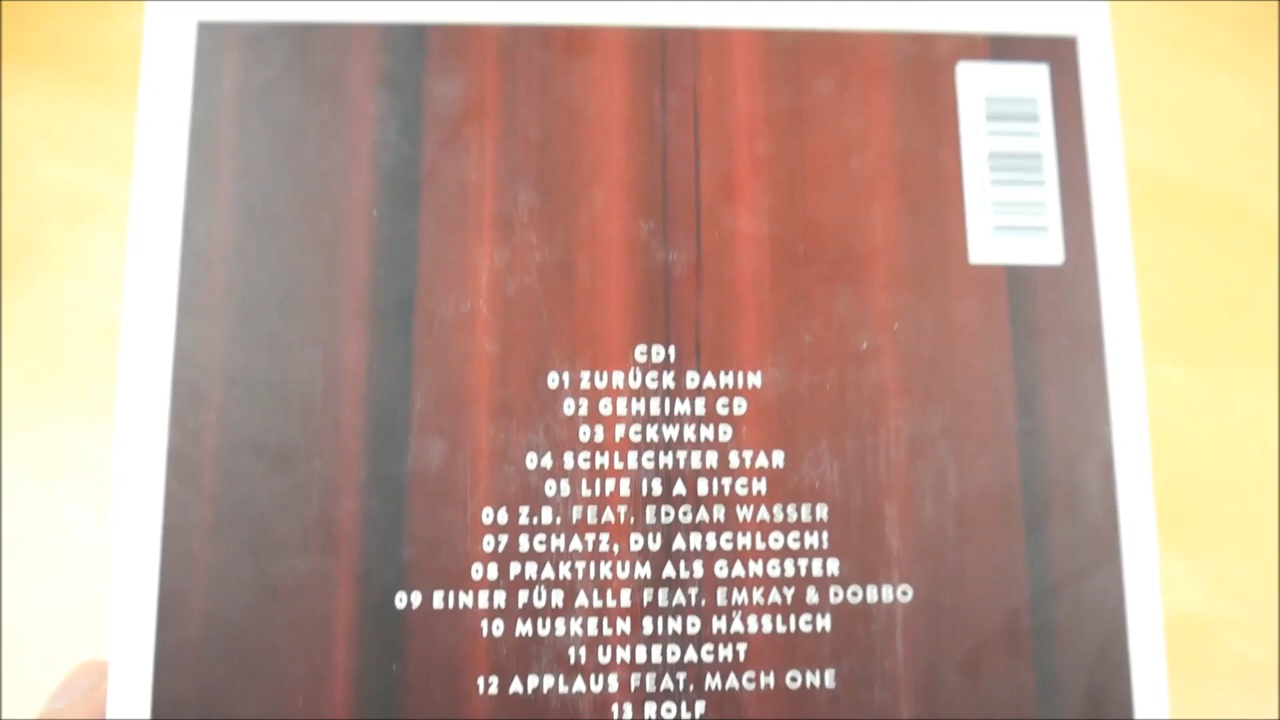 CD1
01 ZURÜCK DAHIN
02 GEHEIME CD
03 FCKWKND
04 SCHLECHTER STAR
05 LIFE IS A BITCH
06 Z.B. FEAT. EDGAR WASSER
07 SCHATZ, DU ARSCHLOCH!
08 PRAKTIKUM ALS GANGSTER
09 EINER FÜR ALLE FEAT. EMKAY & DOBBO
10 MUSKELN SIND HÄSSLICH
11 UNBEDACHT
12 APPLAUS FEAT. MACH ONE
13 ROLF